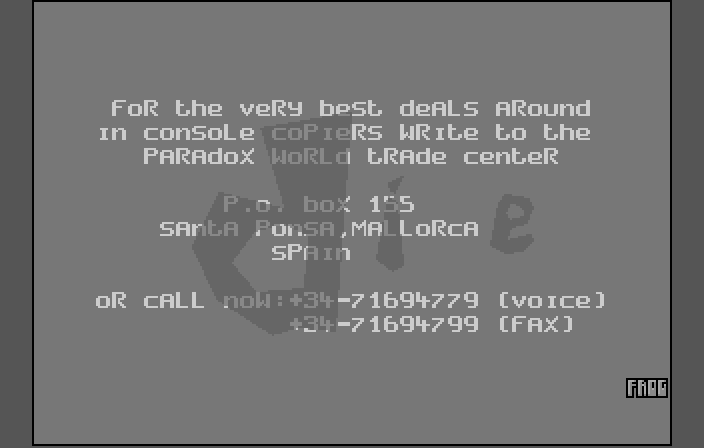 FoR the veRy best deALS ARound
in conSoLe coPieRS WRite to the
PARAdoX WoRLd tRAde centeR
P.o. boX 155
SAntA PonSA,MALLoRcA
SPAin
oR cALL noW:+34-71694779 (voice)
+34-71694799 (FAX)
die
FROG